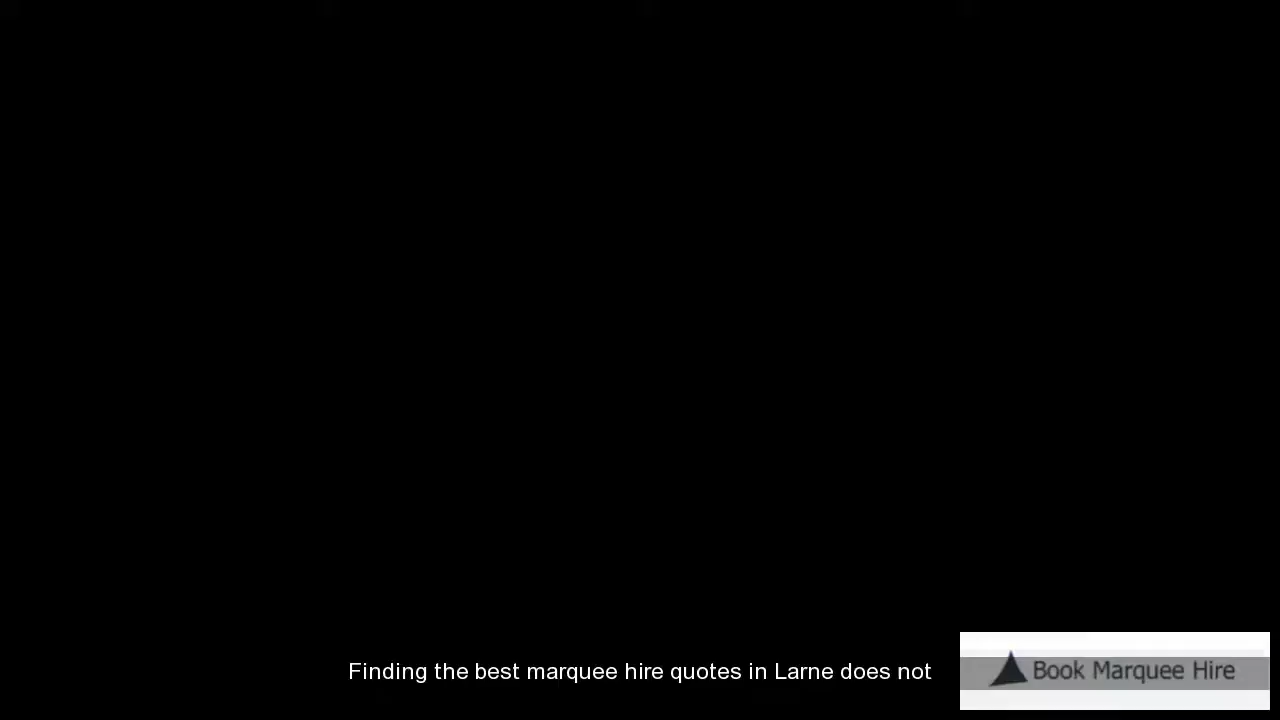 Finding the best marquee hire quotes in Larne does not
Book Marquee Hire